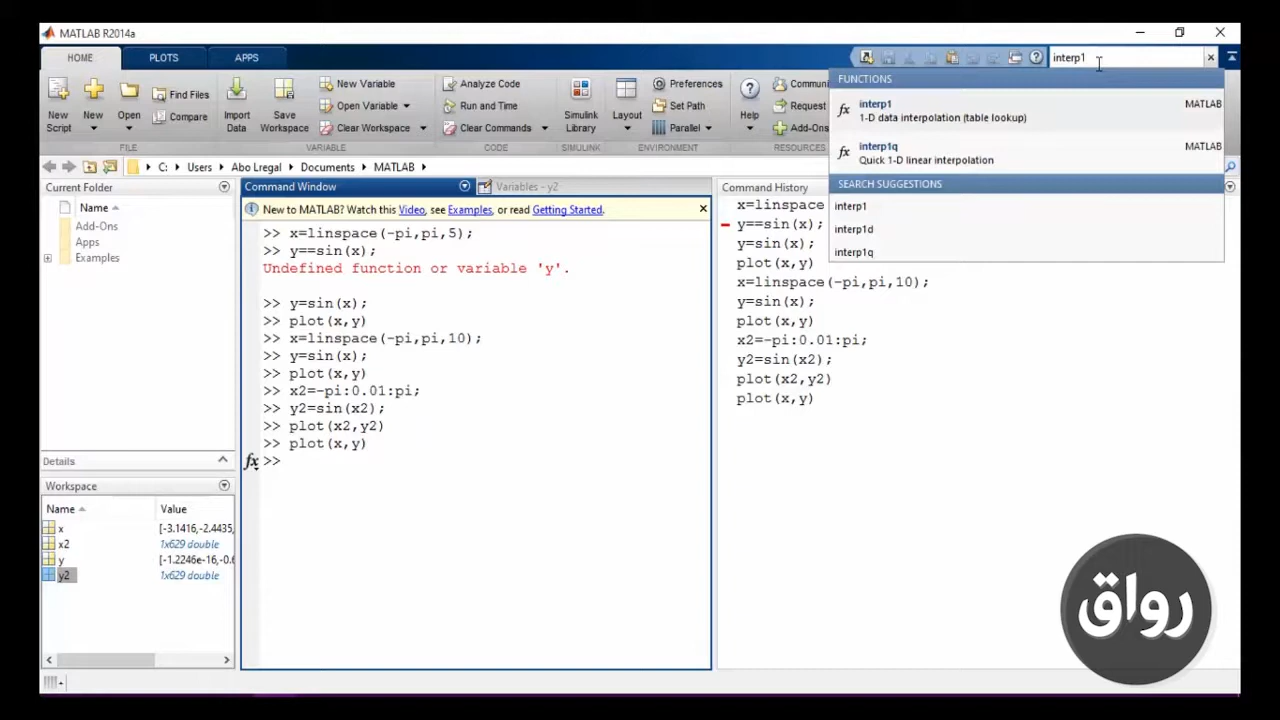 MATLAB R2014a
HOME
PLOTS
APPS
interp1
New Script
New
Open
Find Files
Compare
Import Data
Save Workspace
New Variable
Open Variable
Clear Workspace
Analyze Code
Run and Time
Clear Commands
Simulink Library
Layout
Preferences
Set Path
Parallel
Help
Communi
Request
Add-Ons
FILE
VARIABLE
CODE
SIMULINK
ENVIRONMENT
RESOURCES
FUNCTIONS
interp1 MATLAB
1-D data interpolation (table lookup)
interp1q MATLAB
Quick 1-D linear interpolation
SEARCH SUGGESTIONS
interp1
interp1d
interp1q
C: Users Abo Lregal Documents MATLAB
Current Folder
Name
Add-Ons
Apps
Examples
Details
Workspace
Name Value
x [-3.1416,-2.4435,
x2 1x629 double
y [-1.2246e-16,-0.6
y2 1x629 double
Command Window
Variables - y2
New to MATLAB? Watch this Video, see Examples, or read Getting Started.
>> x=linspace(-pi,pi,5);
>> y==sin(x);
Undefined function or variable 'y'.
>> y=sin(x);
>> plot(x,y)
>> x=linspace(-pi,pi,10);
>> y=sin(x);
>> plot(x,y)
>> x2=-pi:0.01:pi;
>> y2=sin(x2);
>> plot(x2,y2)
>> plot(x,y)
fx >>
Command History
x=linspace
y==sin(x);
y=sin(x);
plot(x,y)
x=linspace(-pi,pi,10);
y=sin(x);
plot(x,y)
x2=-pi:0.01:pi;
y2=sin(x2);
plot(x2,y2)
plot(x,y)
رواق